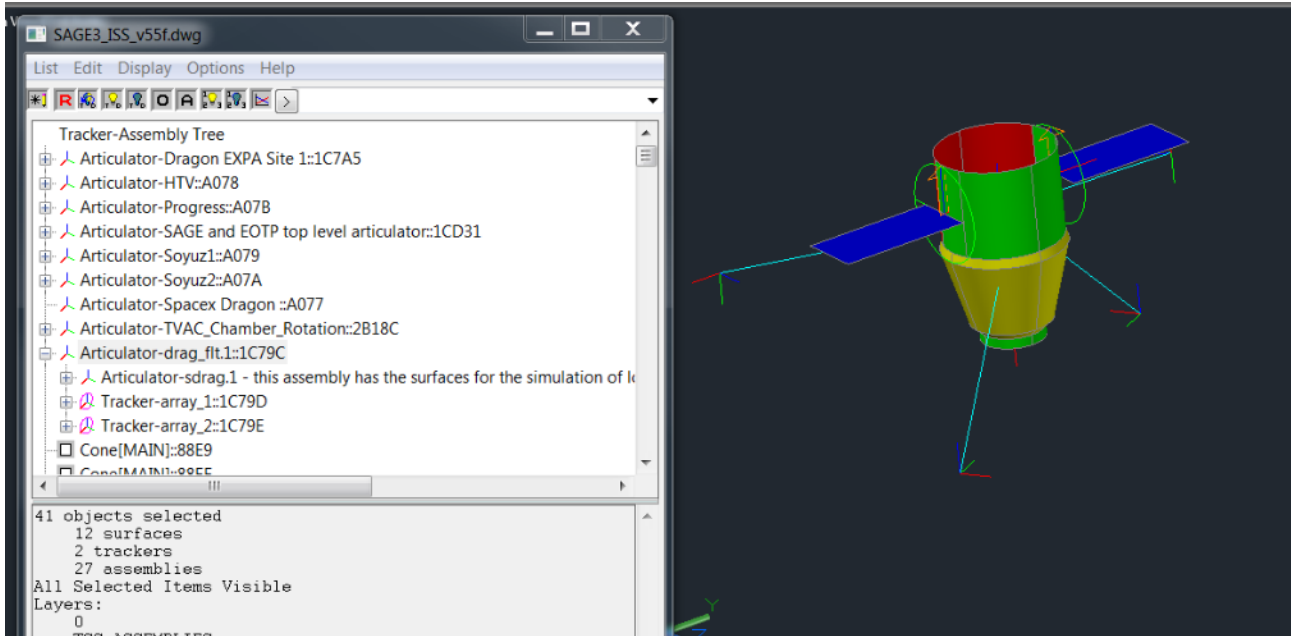 SAGE3_ISS_v55f.dwg
List Edit Display Options Help
R O A
Tracker-Assembly Tree
Articulator-Dragon EXPA Site 1::1C7A5
Articulator-HTV::A078
Articulator-Progress::A07B
Articulator-SAGE and EOTP top level articulator::1CD31
Articulator-Soyuz1::A079
Articulator-Soyuz2::A07A
Articulator-Spacex Dragon ::A077
Articulator-TVAC_Chamber_Rotation::2B18C
Articulator-drag_flt.1::1C79C
Articulator-sdrag.1 - this assembly has the surfaces for the simulation of
Tracker-array_1::1C79D
Tracker-array_2::1C79E
Cone[MAIN]::88E9
41 objects selected
12 surfaces
2 trackers
27 assemblies
All Selected Items Visible
Layers:
0
Y